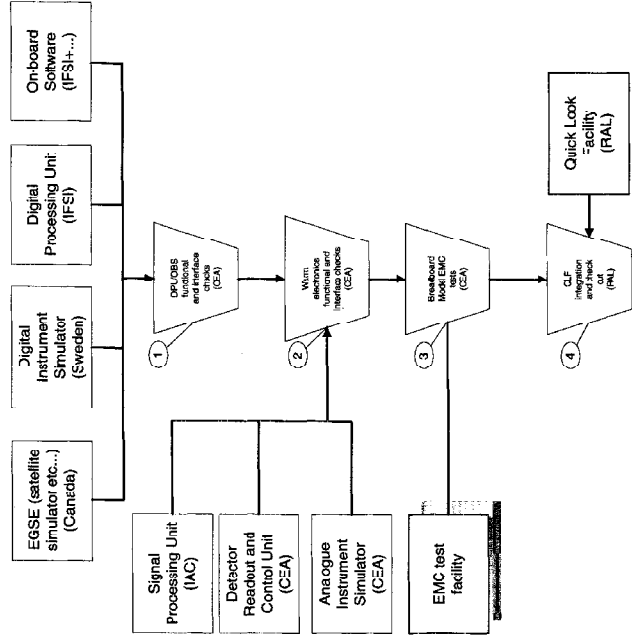 EGSE (satellite
simulator etc...)
(Canada)
Digital
Instrument
Simulator
(Sweden)
Digital
Processing Unit
(IFSI)
On-board
Software
(IFSI+...)
1
DPU/OBS
functional
and interface
checks
(CEA)
Signal
Processing Unit
(IAC)
Detector
Readout and
Control Unit
(CEA)
Analogue
Instrument
Simulator
(CEA)
2
Warm
electronics
functional and
interface checks
(CEA)
EMC test
facility
3
Breadboard
Model EMC
tests
(CEA)
Quick Look
Facility
(RAL)
4
integration
and check
out
(RAL)